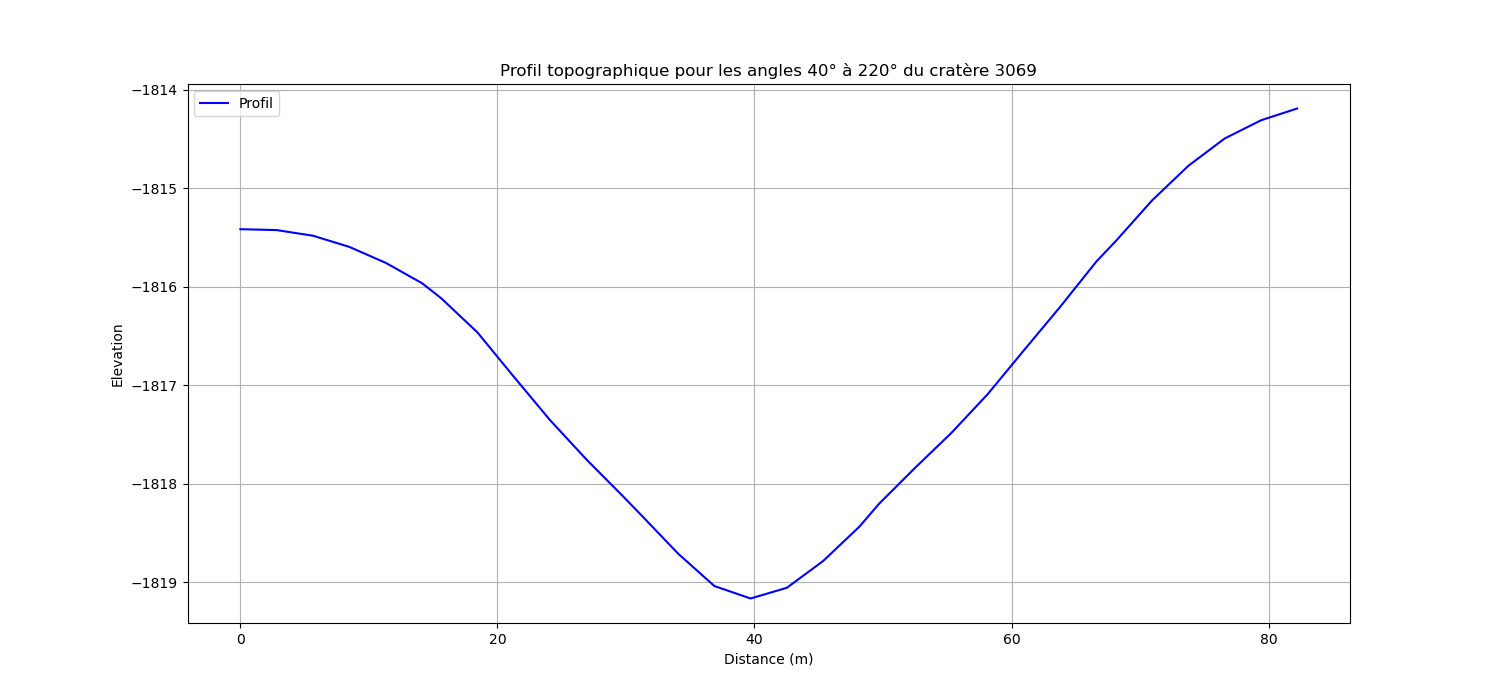 Profil topographique pour les angles 40° à 220° du cratère 3069
Profil
−1814
−1815
−1816
−1817
−1818
−1819
Elevation
0 20 40 60 80
Distance (m)